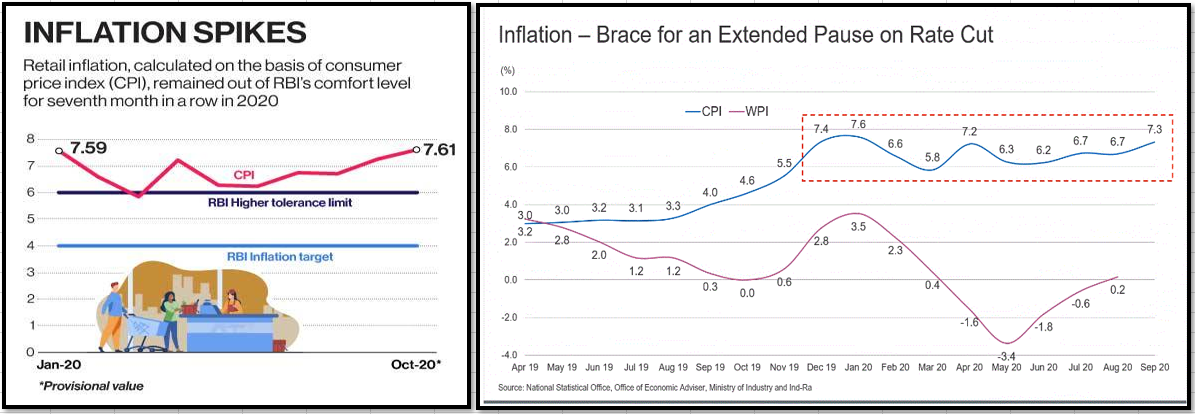 INFLATION SPIKES
Retail inflation, calculated on the basis of consumer
price index (CPI), remained out of RBI's comfort level
for seventh month in a row in 2020
8
7.59
7.61
7
CPI
6
RBI Higher tolerance limit
5
4
RBI Inflation target
3
2
1
0
Jan-20 Oct-20*
*Provisional value
Inflation – Brace for an Extended Pause on Rate Cut
(%)
10.0
CPI WPI
8.0
7.4 7.6 6.6 5.8 7.2 6.3 6.2 6.7 6.7 7.3
6.0
3.0 3.0 3.2 3.1 3.3 4.0 4.6 5.5
4.0
3.2 2.8 2.0 1.2 1.2 0.3 0.0 0.6 2.8 3.5 2.3 0.4 -1.6 -3.4 -1.8 -0.6 0.2
2.0
0.0
-2.0
-4.0
Apr 19 May 19 Jun 19 Jul 19 Aug 19 Sep 19 Oct 19 Nov 19 Dec 19 Jan 20 Feb 20 Mar 20 Apr 20 May 20 Jun 20 Jul 20 Aug 20 Sep 20
Source: National Statistical Office, Office of Economic Adviser, Ministry of Industry and Ind-Ra